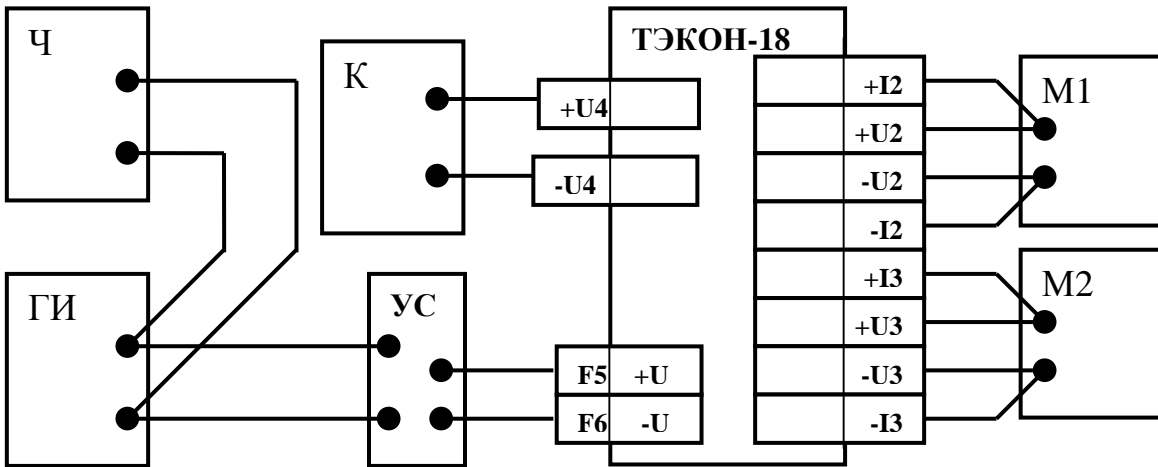 Ч
К
ТЭКОН-18
+U4
-U4
+I2
+U2
-U2
-I2
+I3
+U3
-U3
-I3
М1
М2
ГИ
УС
F5 +U
F6 -U